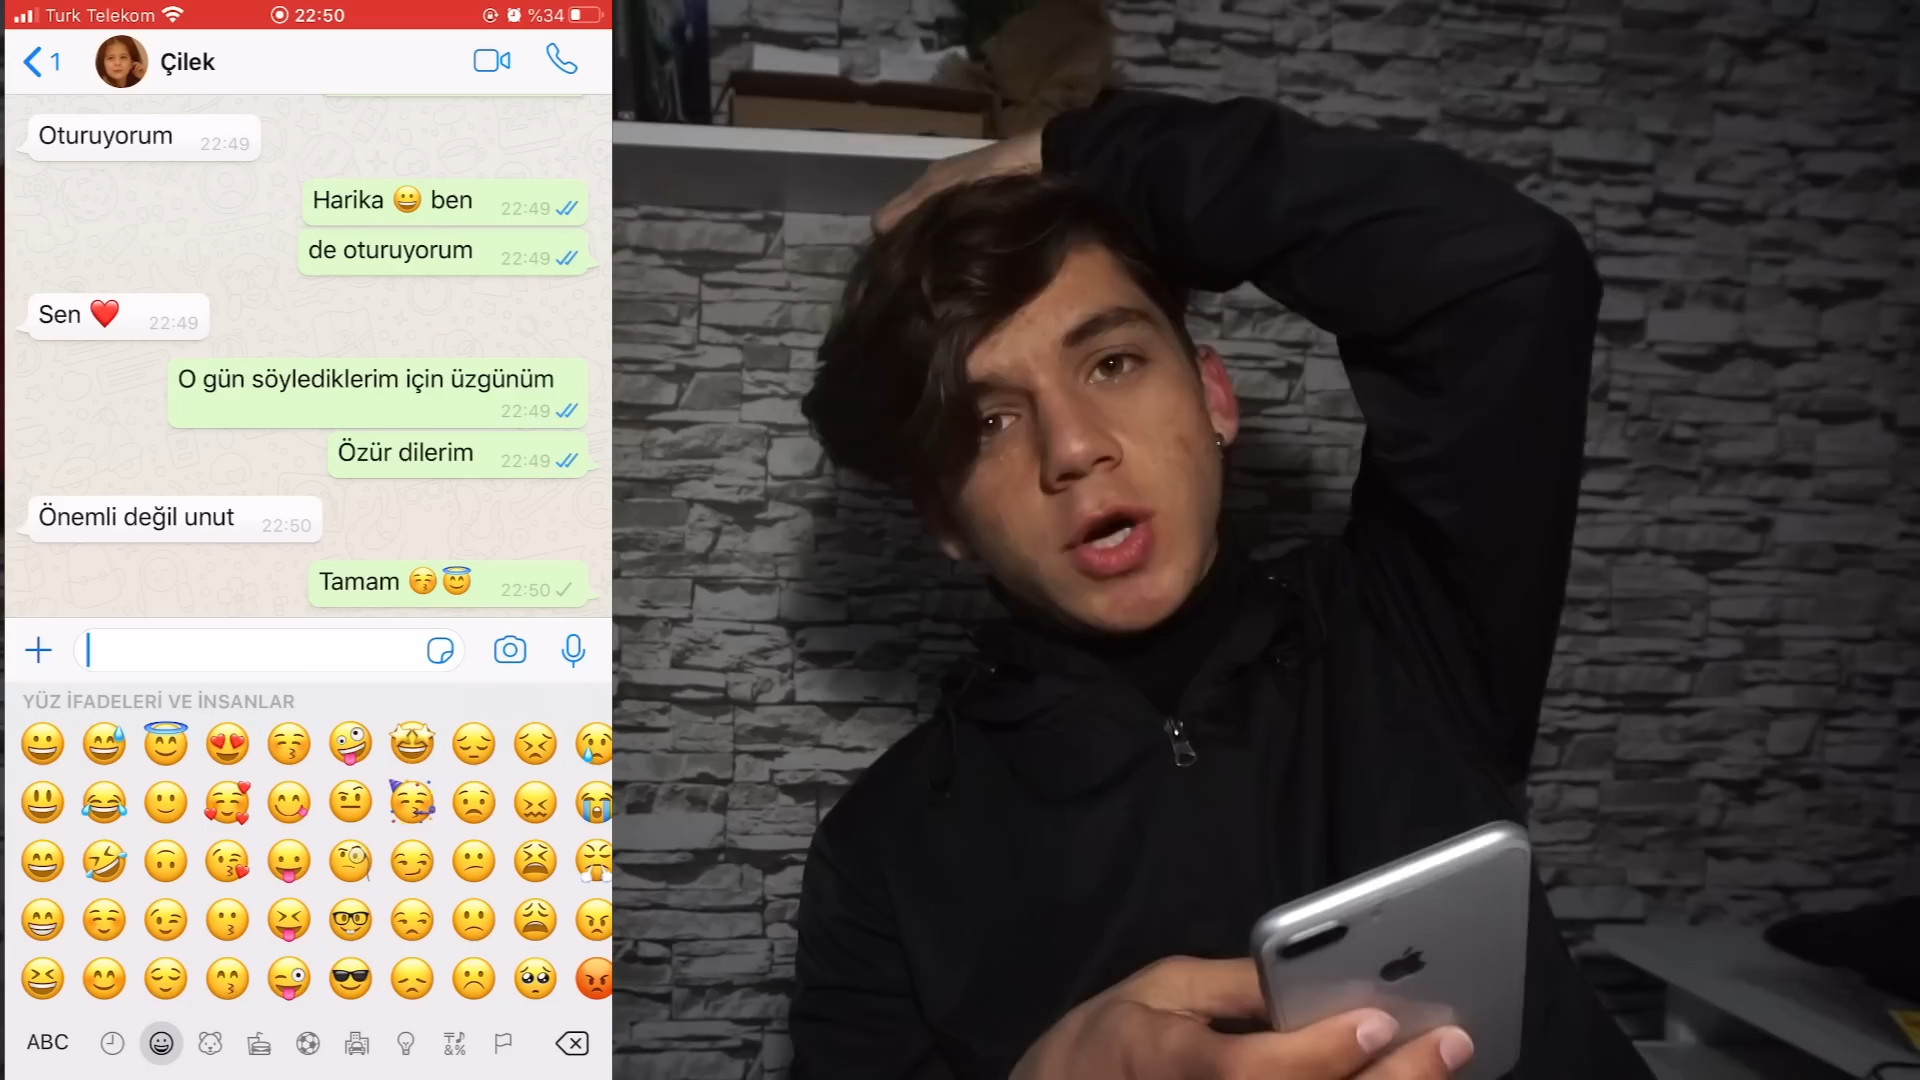 Turk Telekom 22:50 %34
1 Çilek
Oturuyorum 22:49
Harika 😀 ben 22:49
de oturuyorum 22:49
Sen ❤️ 22:49
O gün söylediklerim için üzgünüm
22:49
Özür dilerim 22:49
Önemli değil unut 22:50
Tamam 😚😇 22:50
YÜZ İFADELERİ VE İNSANLAR
ABC